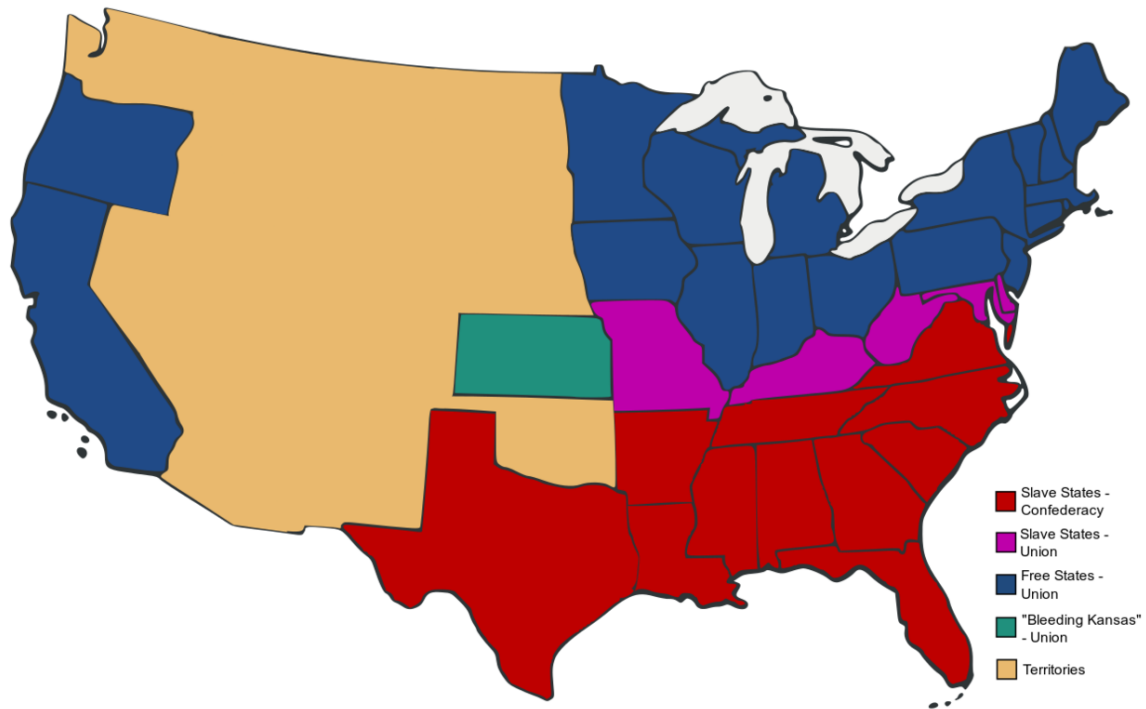 Slave States -
Confederacy
Slave States -
Union
Free States -
Union
"Bleeding Kansas"
- Union
Territories